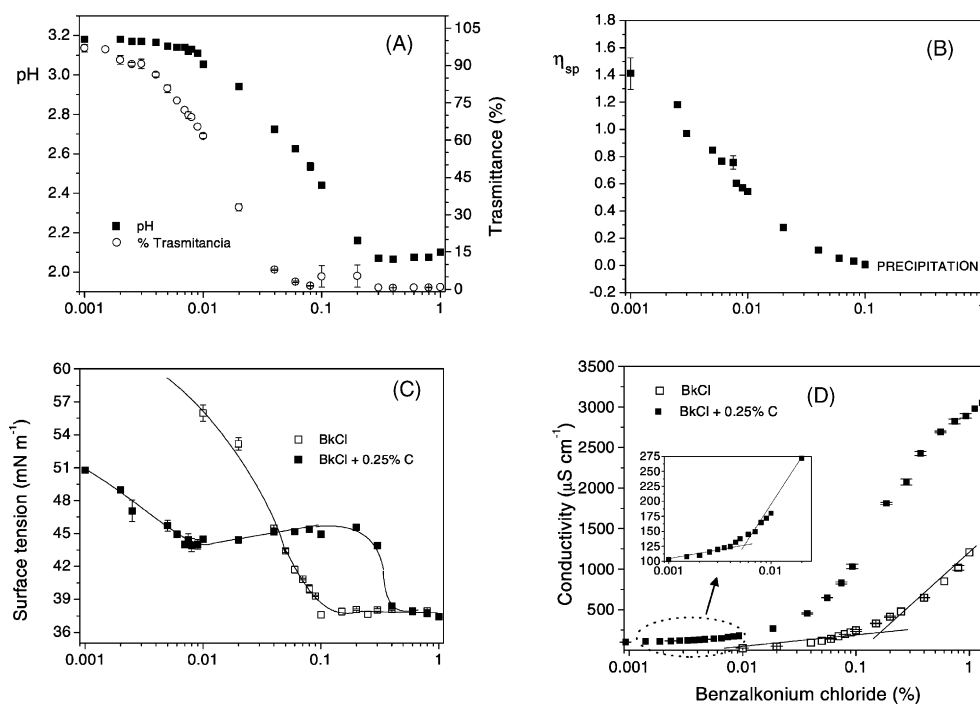 (A)
pH
3.2
3.0
2.8
2.6
2.4
2.2
2.0
105
90
75
60
45
30
15
0
Trasmittance (%)
pH
% Trasmitancia
0.001 0.01 0.1 1
(B)
ηsp
1.8
1.6
1.4
1.2
1.0
0.8
0.6
0.4
0.2
0.0
-0.2
PRECIPITATION
0.001 0.01 0.1 1
(C)
Surface tension (mN m-1)
60
57
54
51
48
45
42
39
36
BkCl
BkCl + 0.25% C
0.001 0.01 0.1 1
(D)
Conductivity (µS cm-1)
3500
3000
2500
2000
1500
1000
500
BkCl
BkCl + 0.25% C
275
250
225
200
175
150
125
100
0.001 0.01
0.001 0.01 0.1 1
Benzalkonium chloride (%)